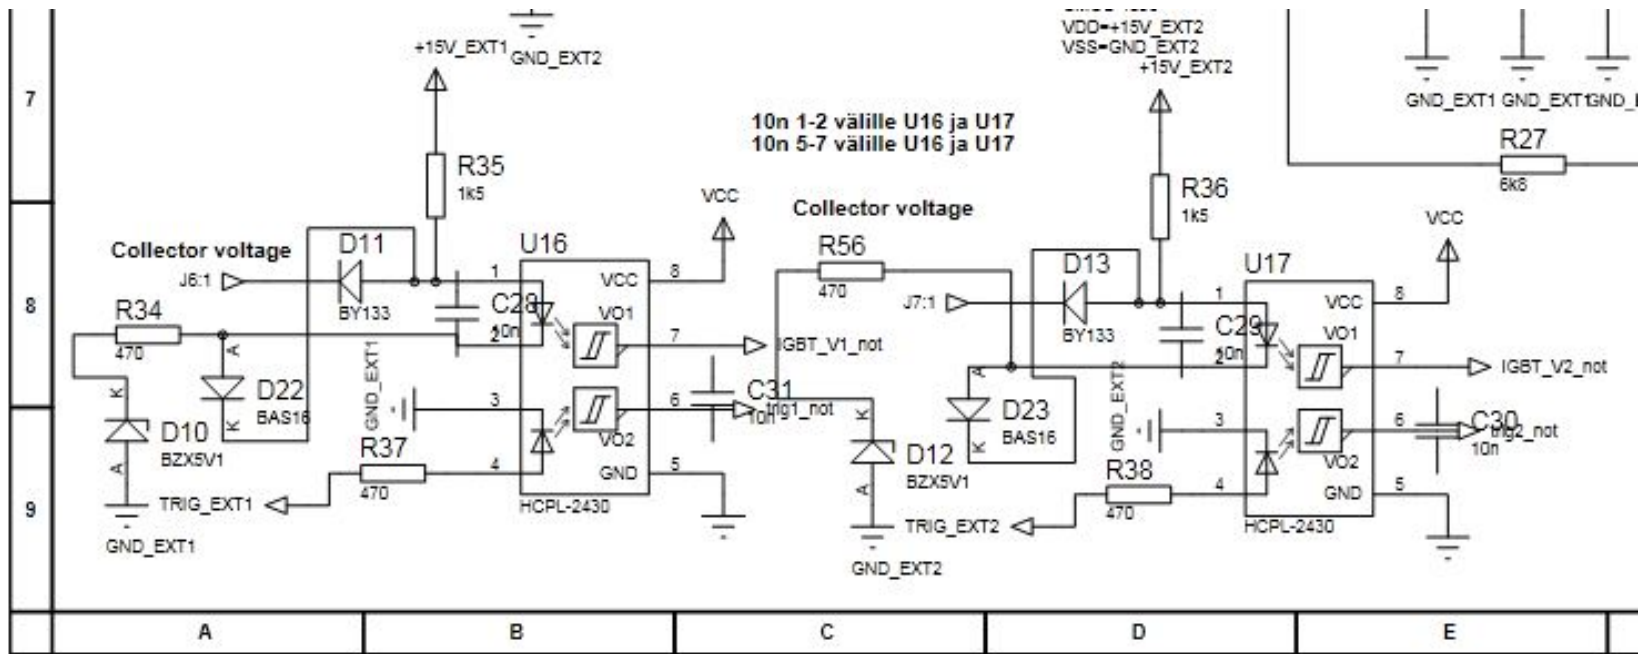 VDD=+15V_EXT2
VSS=GND_EXT2
+15V_EXT1
GND_EXT2
+15V_EXT2
7
GND_EXT1 GND_EXT1
10n 1-2 välille U16 ja U17
10n 5-7 välille U16 ja U17
R27
6k8
R35
1k5
R36
1k5
VCC
VCC
Collector voltage
Collector voltage
D11
U16
R56
D13
U17
J6:1
1
VCC
8
470
J7:1
1
VCC
8
8
R34
BY133
C28
10n
VO1
BY133
C29
10n
VO1
470
2
7
IGBT_V1_not
2
7
IGBT_V2_not
A
GND_EXT1
A
GND_EXT2
D22
BAS16
K
K
3
6
C31
10n
trig1_not
K
D23
BAS16
K
3
6
C30
10n
trig2_not
D10
BZX5V1
R37
VO2
D12
BZX5V1
R38
VO2
A
470
4
GND
5
A
470
4
GND
5
9
TRIG_EXT1
HCPL-2430
TRIG_EXT2
HCPL-2430
GND_EXT1
GND_EXT2
A
B
C
D
E